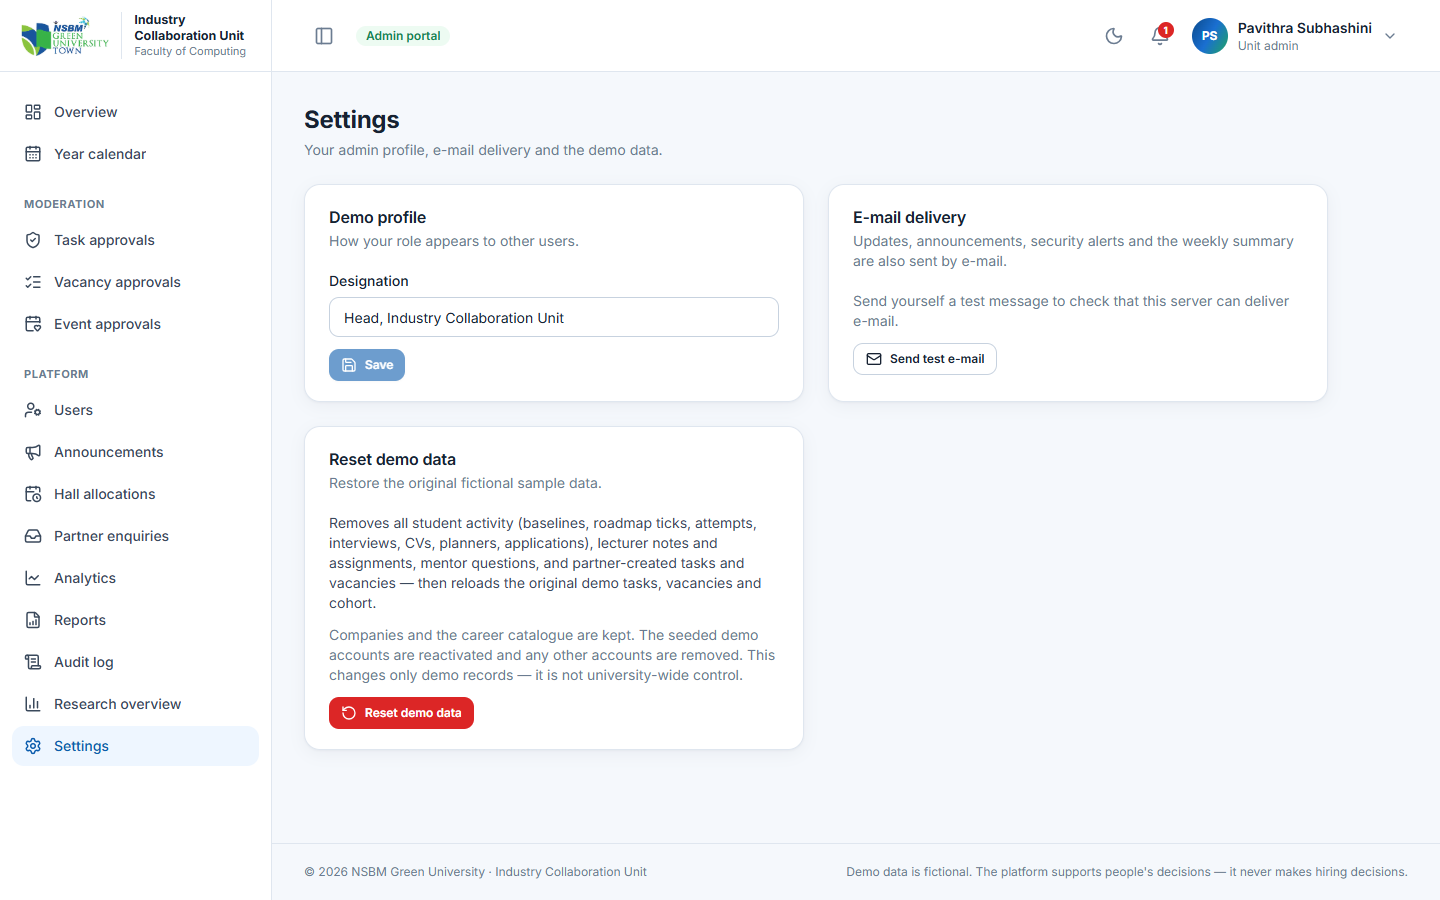 NSBM
GREEN
UNIVERSITY
TOWN
Industry
Collaboration Unit
Faculty of Computing
Admin portal
1
PS
Pavithra Subhashini
Unit admin
Overview
Year calendar
MODERATION
Task approvals
Vacancy approvals
Event approvals
PLATFORM
Users
Announcements
Hall allocations
Partner enquiries
Analytics
Reports
Audit log
Research overview
Settings
Settings
Your admin profile, e-mail delivery and the demo data.
Demo profile
How your role appears to other users.
Designation
Head, Industry Collaboration Unit
Save
E-mail delivery
Updates, announcements, security alerts and the weekly summary
are also sent by e-mail.
Send yourself a test message to check that this server can deliver
e-mail.
Send test e-mail
Reset demo data
Restore the original fictional sample data.
Removes all student activity (baselines, roadmap ticks, attempts,
interviews, CVs, planners, applications), lecturer notes and
assignments, mentor questions, and partner-created tasks and
vacancies — then reloads the original demo tasks, vacancies and
cohort.
Companies and the career catalogue are kept. The seeded demo
accounts are reactivated and any other accounts are removed. This
changes only demo records — it is not university-wide control.
Reset demo data
© 2026 NSBM Green University · Industry Collaboration Unit
Demo data is fictional. The platform supports people's decisions — it never makes hiring decisions.